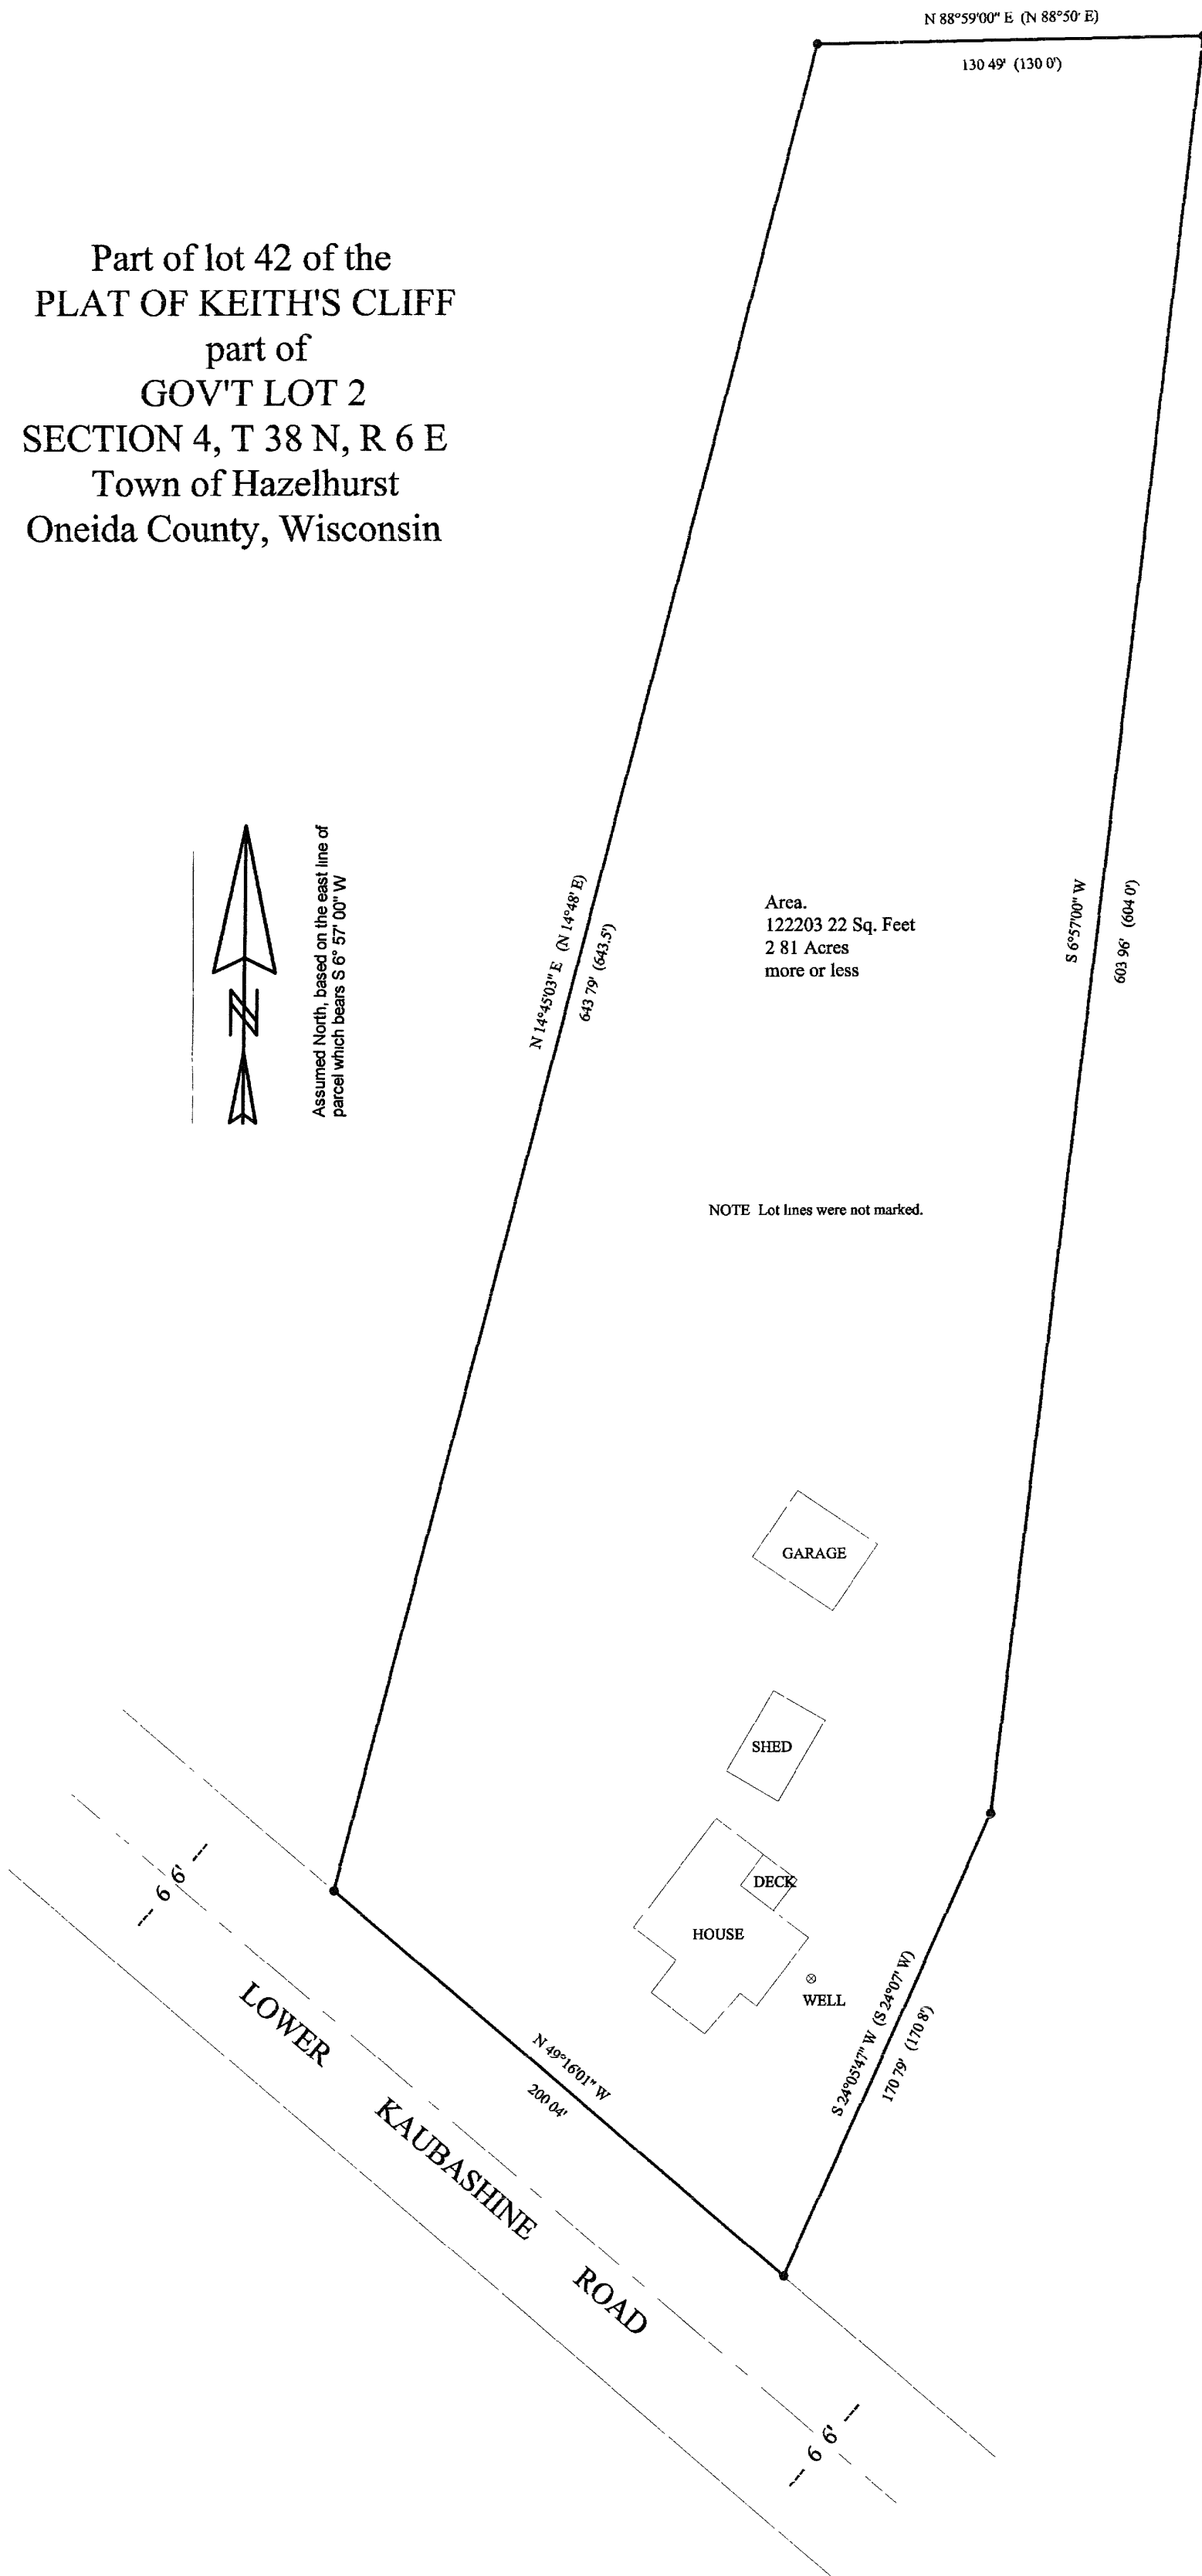 N 88°59'00" E (N 88°50' E)
130 49' (130 0')
Part of lot 42 of the
PLAT OF KEITH'S CLIFF
part of
GOV'T LOT 2
SECTION 4, T 38 N, R 6 E
Town of Hazelhurst
Oneida County, Wisconsin
N
Assumed North, based on the east line of
parcel which bears S 6° 57' 00" W
N 14°45'03" E (N 14°48' E)
643 79' (643.5')
Area.
122203 22 Sq. Feet
2 81 Acres
more or less
S 6°57'00" W
603 96' (604 0')
NOTE Lot lines were not marked.
GARAGE
SHED
DECK
HOUSE
WELL
66'
S 24°05'47" W (S 24°07' W)
170 79' (170 8')
N 49°16'01" W
200 04'
LOWER KAUBASHINE ROAD
66'